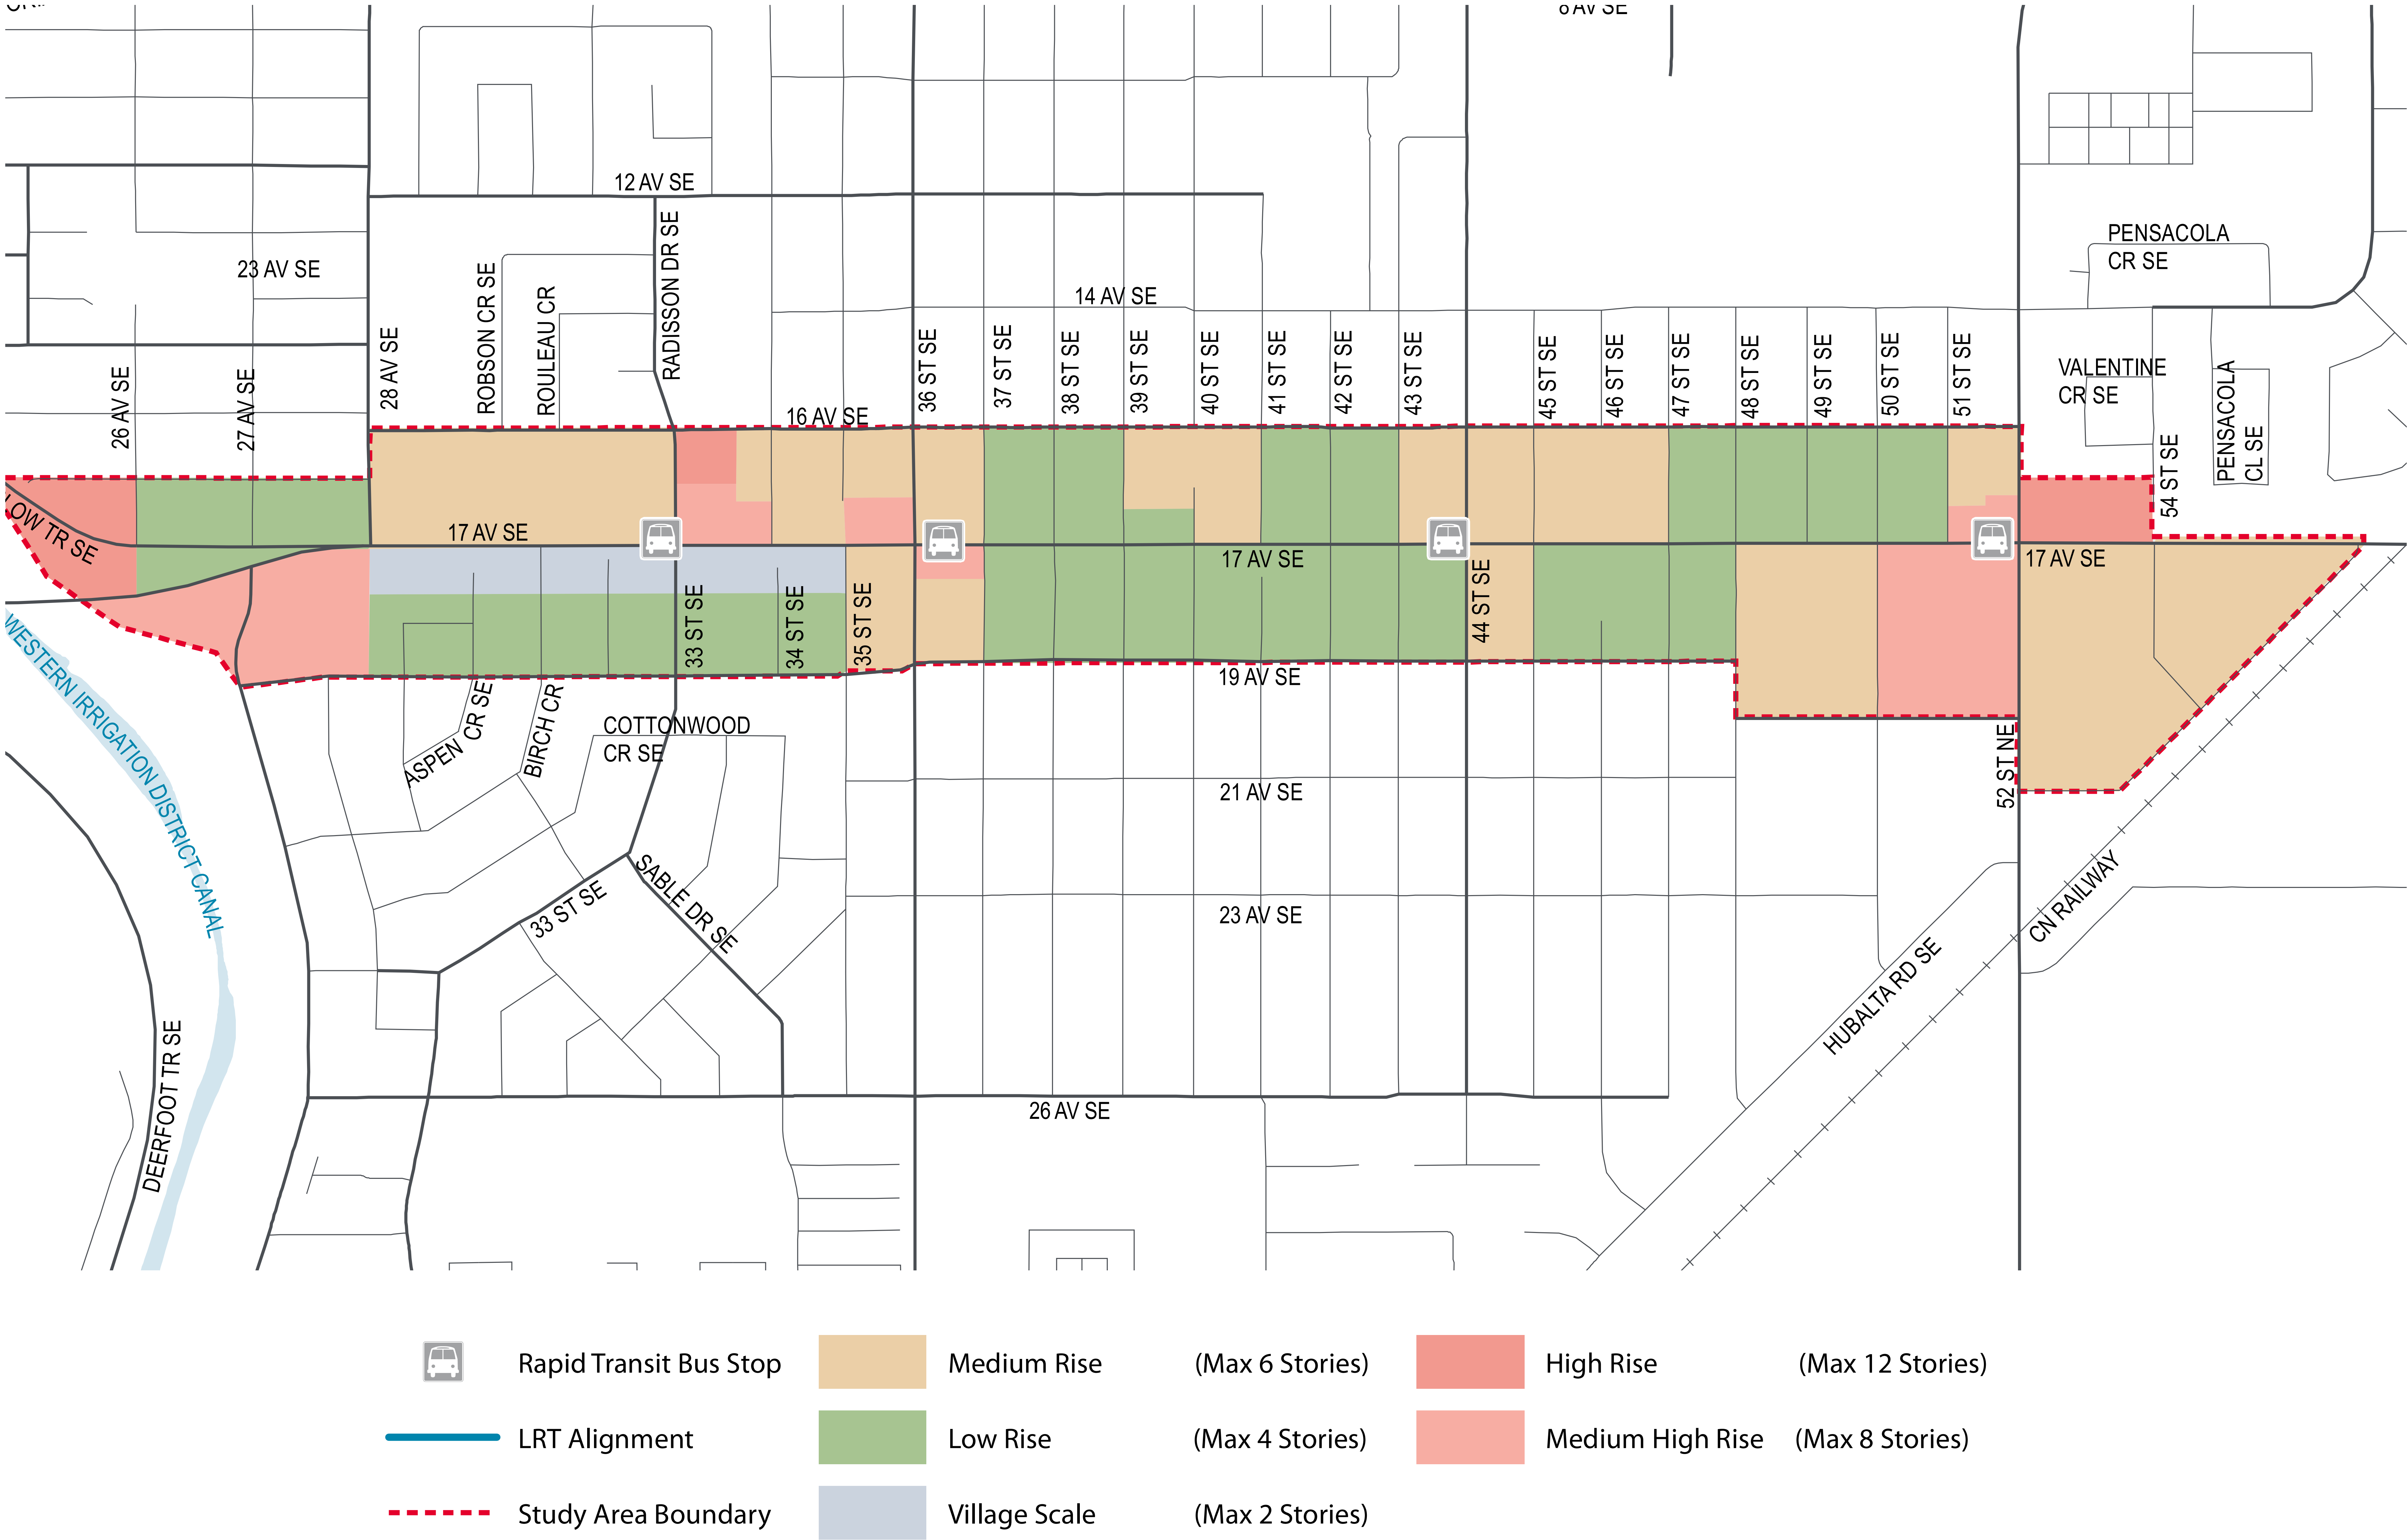 8 AV SE
12 AV SE
RADISSON DR SE
PENSACOLA
CR SE
23 AV SE
ROBSON CR SE
ROULEAU CR
14 AV SE
26 AV SE
27 AV SE
28 AV SE
36 ST SE
37 ST SE
38 ST SE
39 ST SE
40 ST SE
41 ST SE
42 ST SE
43 ST SE
45 ST SE
46 ST SE
47 ST SE
48 ST SE
49 ST SE
50 ST SE
51 ST SE
VALENTINE
CR SE
PENSACOLA
CL SE
54 ST SE
16 AV SE
LOW TR SE
17 AV SE
17 AV SE
17 AV SE
33 ST SE
34 ST SE
35 ST SE
44 ST SE
19 AV SE
WESTERN IRRIGATION DISTRICT CANAL
ASPEN CR SE
BIRCH CR
COTTONWOOD
CR SE
52 ST NE
21 AV SE
SABLE DR SE
33 ST SE
23 AV SE
CN RAILWAY
HUBALTA RD SE
DEERFOOT TR SE
26 AV SE
Rapid Transit Bus Stop
Medium Rise (Max 6 Stories)
High Rise (Max 12 Stories)
LRT Alignment
Low Rise (Max 4 Stories)
Medium High Rise (Max 8 Stories)
Study Area Boundary
Village Scale (Max 2 Stories)